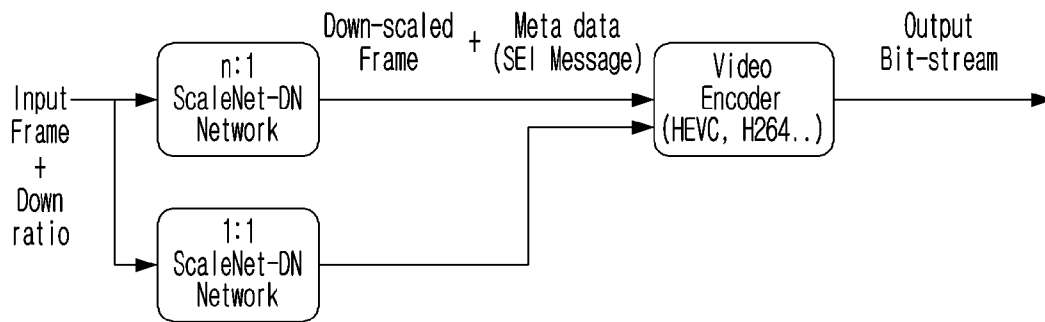 Input
Frame
+
Down
ratio
n:1
ScaleNet-DN
Network
1:1
ScaleNet-DN
Network
Down-scaled
Frame
+
Meta data
(SEI Message)
Video
Encoder
(HEVC, H264..)
Output
Bit-stream